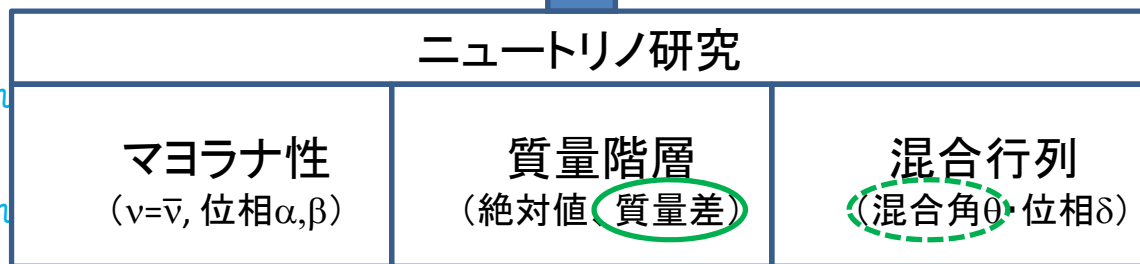 ニュートリノ研究
マヨラナ性
(ν=ν̅, 位相α,β)
質量階層
(絶対値、質量差)
混合行列
(混合角θ・位相δ)